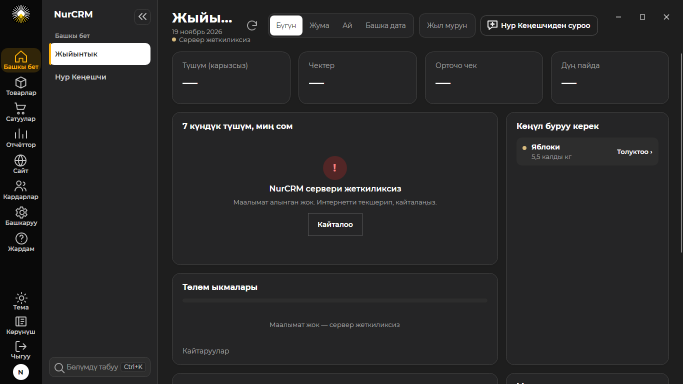 Башкы бет
Товарлар
Сатуулар
Отчёттор
Сайт
Кардарлар
Башкаруу
Жардам
Тема
Көрүнүш
Чыгуу
N
NurCRM
Башкы бет
Жыйынтык
Нур Кеңешчи
Бөлүмдү табуу Ctrl+K
Жыйы...
19 ноябрь 2026
Сервер жеткиликсиз
Бүгүн Жума Ай Башка дата
Жыл мурун
Нур Кеңешчиден суроо
Түшүм (карызсыз)
—
Чектер
—
Орточо чек
—
Дүң пайда
—
7 күндүк түшүм, миң сом
!
NurCRM сервери жеткиликсиз
Маалымат алынган жок. Интернетти текшерип, кайталаңыз.
Кайталоо
Төлөм ыкмалары
Маалымат жок — сервер жеткиликсиз
Кайтаруулар
Көңүл буруу керек
Яблоки
5,5 калды кг
Толуктоо ›